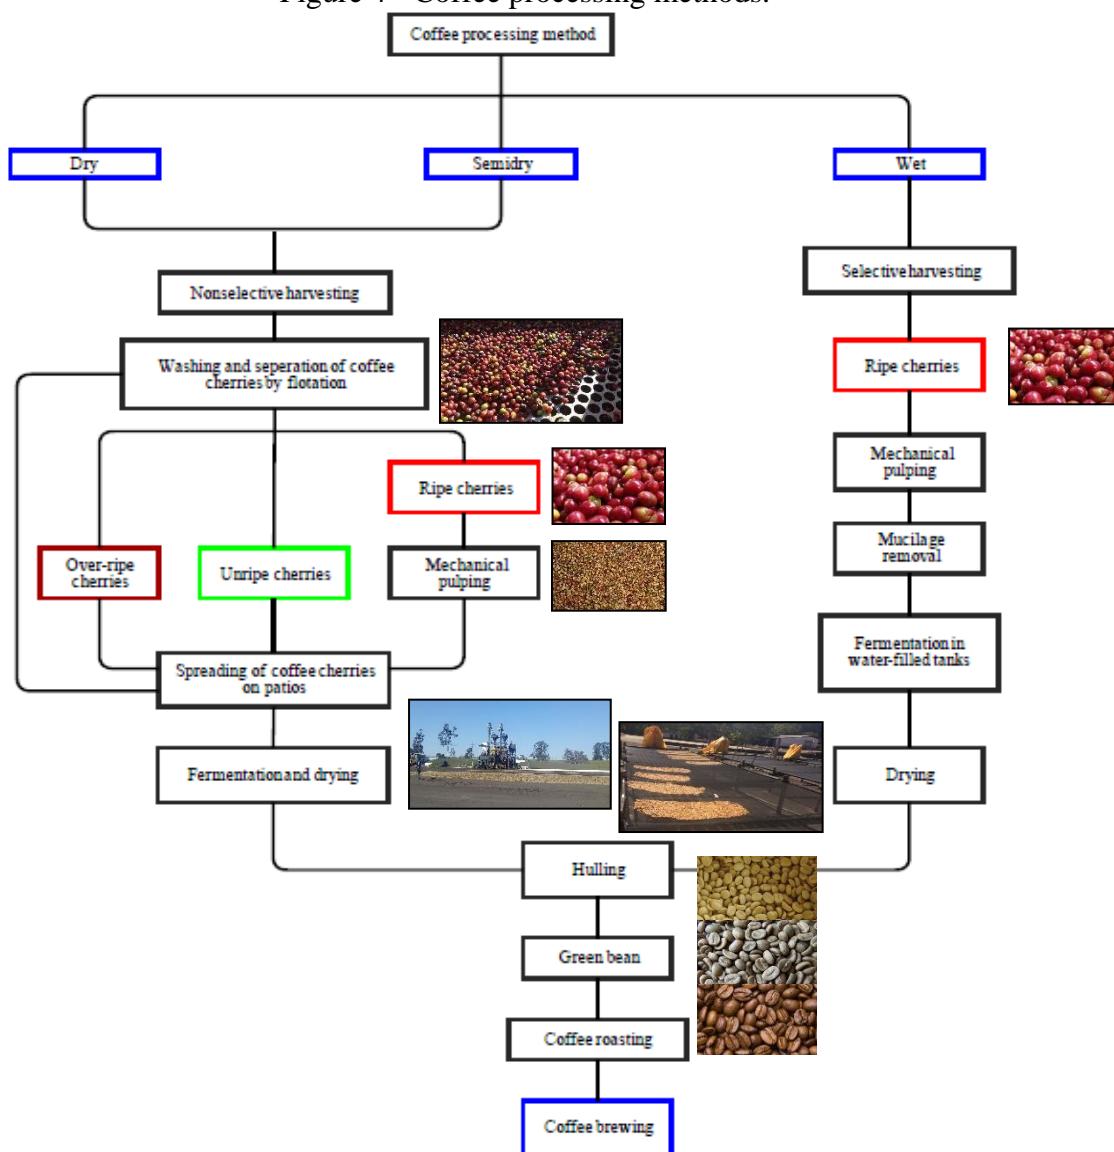 Figure 4 - Coffee processing methods.
Coffee processing method
Dry
Semidry
Wet
Selective harvesting
Nonselective harvesting
Washing and seperation of coffee
cherries by flotation
Ripe cherries
Mechanical
pulping
Ripe cherries
Mucilage
removal
Over-ripe
cherries
Unripe cherries
Mechanical
pulping
Fermentation in
water-filled tanks
Spreading of coffee cherries
on patios
Fermentation and drying
Drying
Hulling
Green bean
Coffee roasting
Coffee brewing